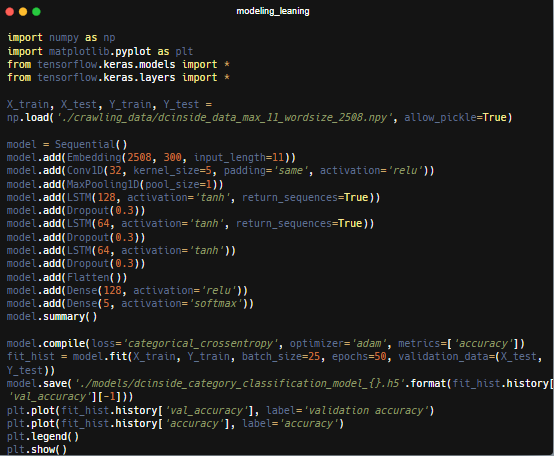 modeling_leaning
import numpy as np
import matplotlib.pyplot as plt
from tensorflow.keras.models import *
from tensorflow.keras.layers import *
X_train, X_test, Y_train, Y_test =
np.load('./crawling_data/dcinside_data_max_11_wordsize_2508.npy', allow_pickle=True)
model = Sequential()
model.add(Embedding(2508, 300, input_length=11))
model.add(Conv1D(32, kernel_size=5, padding='same', activation='relu'))
model.add(MaxPooling1D(pool_size=1))
model.add(LSTM(128, activation='tanh', return_sequences=True))
model.add(Dropout(0.3))
model.add(LSTM(64, activation='tanh', return_sequences=True))
model.add(Dropout(0.3))
model.add(LSTM(64, activation='tanh'))
model.add(Dropout(0.3))
model.add(Flatten())
model.add(Dense(128, activation='relu'))
model.add(Dense(5, activation='softmax'))
model.summary()
model.compile(loss='categorical_crossentropy', optimizer='adam', metrics=['accuracy'])
fit_hist = model.fit(X_train, Y_train, batch_size=25, epochs=50, validation_data=(X_test,
Y_test))
model.save('./models/dcinside_category_classification_model_{}.h5'.format(fit_hist.history[
'val_accuracy'][-1]))
plt.plot(fit_hist.history['val_accuracy'], label='validation accuracy')
plt.plot(fit_hist.history['accuracy'], label='accuracy')
plt.legend()
plt.show()